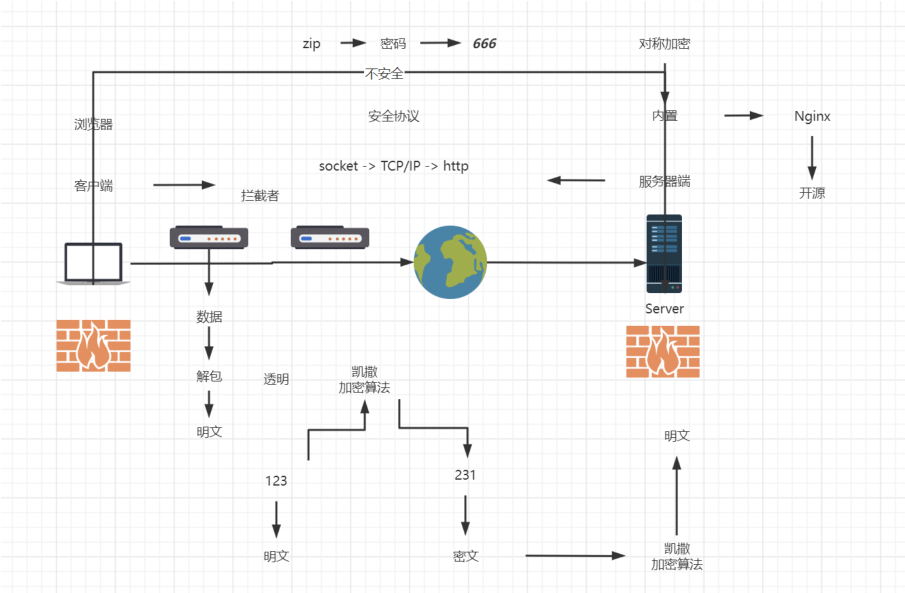 zip
密码
666
对称加密
不安全
浏览器
安全协议
内置
Nginx
socket -> TCP/IP -> http
客户端
拦截者
服务器端
开源
Server
数据
解包
透明
凯撒
加密算法
明文
明文
123
231
明文
密文
凯撒
加密算法